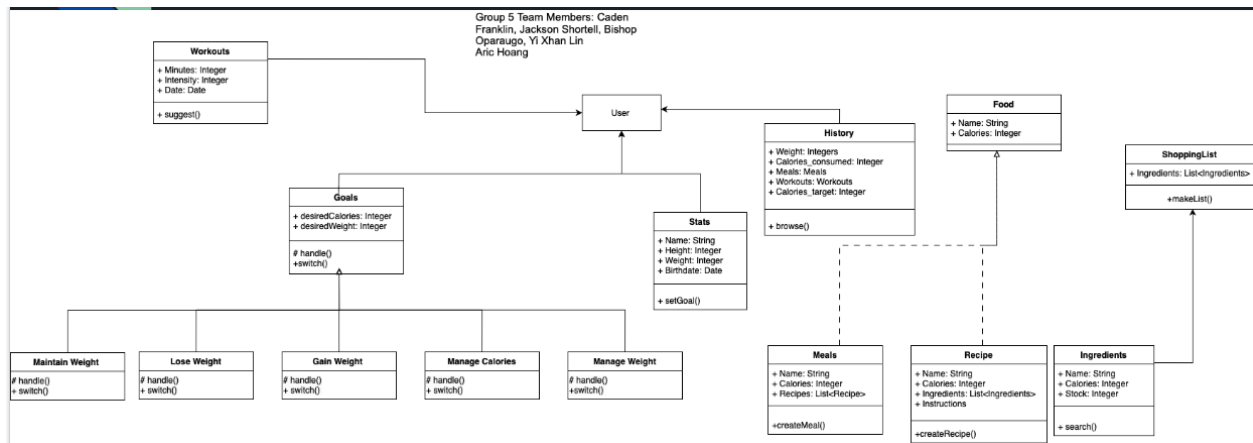 Group 5 Team Members: Caden
Franklin, Jackson Shortell, Bishop
Oparaugo, Yi Xhan Lin
Aric Hoang
Workouts
+ Minutes: Integer
+ Intensity: Integer
+ Date: Date
+ suggest()
User
History
+ Weight: Integers
+ Calories_consumed: Integer
+ Meals: Meals
+ Workouts: Workouts
+ Calories_target: Integer
+ browse()
Food
+ Name: String
+ Calories: Integer
ShoppingList
+ Ingredients: List<Ingredients>
+makeList()
Goals
+ desiredCalories: Integer
+ desiredWeight: Integer
# handle()
+switch()
Stats
+ Name: String
+ Height: Integer
+ Weight: Integer
+ Birthdate: Date
+ setGoal()
Maintain Weight
# handle()
+ switch()
Lose Weight
# handle()
+ switch()
Gain Weight
# handle()
+ switch()
Manage Calories
# handle()
+ switch()
Manage Weight
# handle()
+switch()
Meals
+ Name: String
+ Calories: Integer
+ Recipes: List<Recipe>
+createMeal()
Recipe
+ Name: String
+ Calories: Integer
+ Ingredients: List<Ingredients>
+ Instructions
+createRecipe()
Ingredients
+ Name: String
+ Calories: Integer
+ Stock: Integer
+ search()